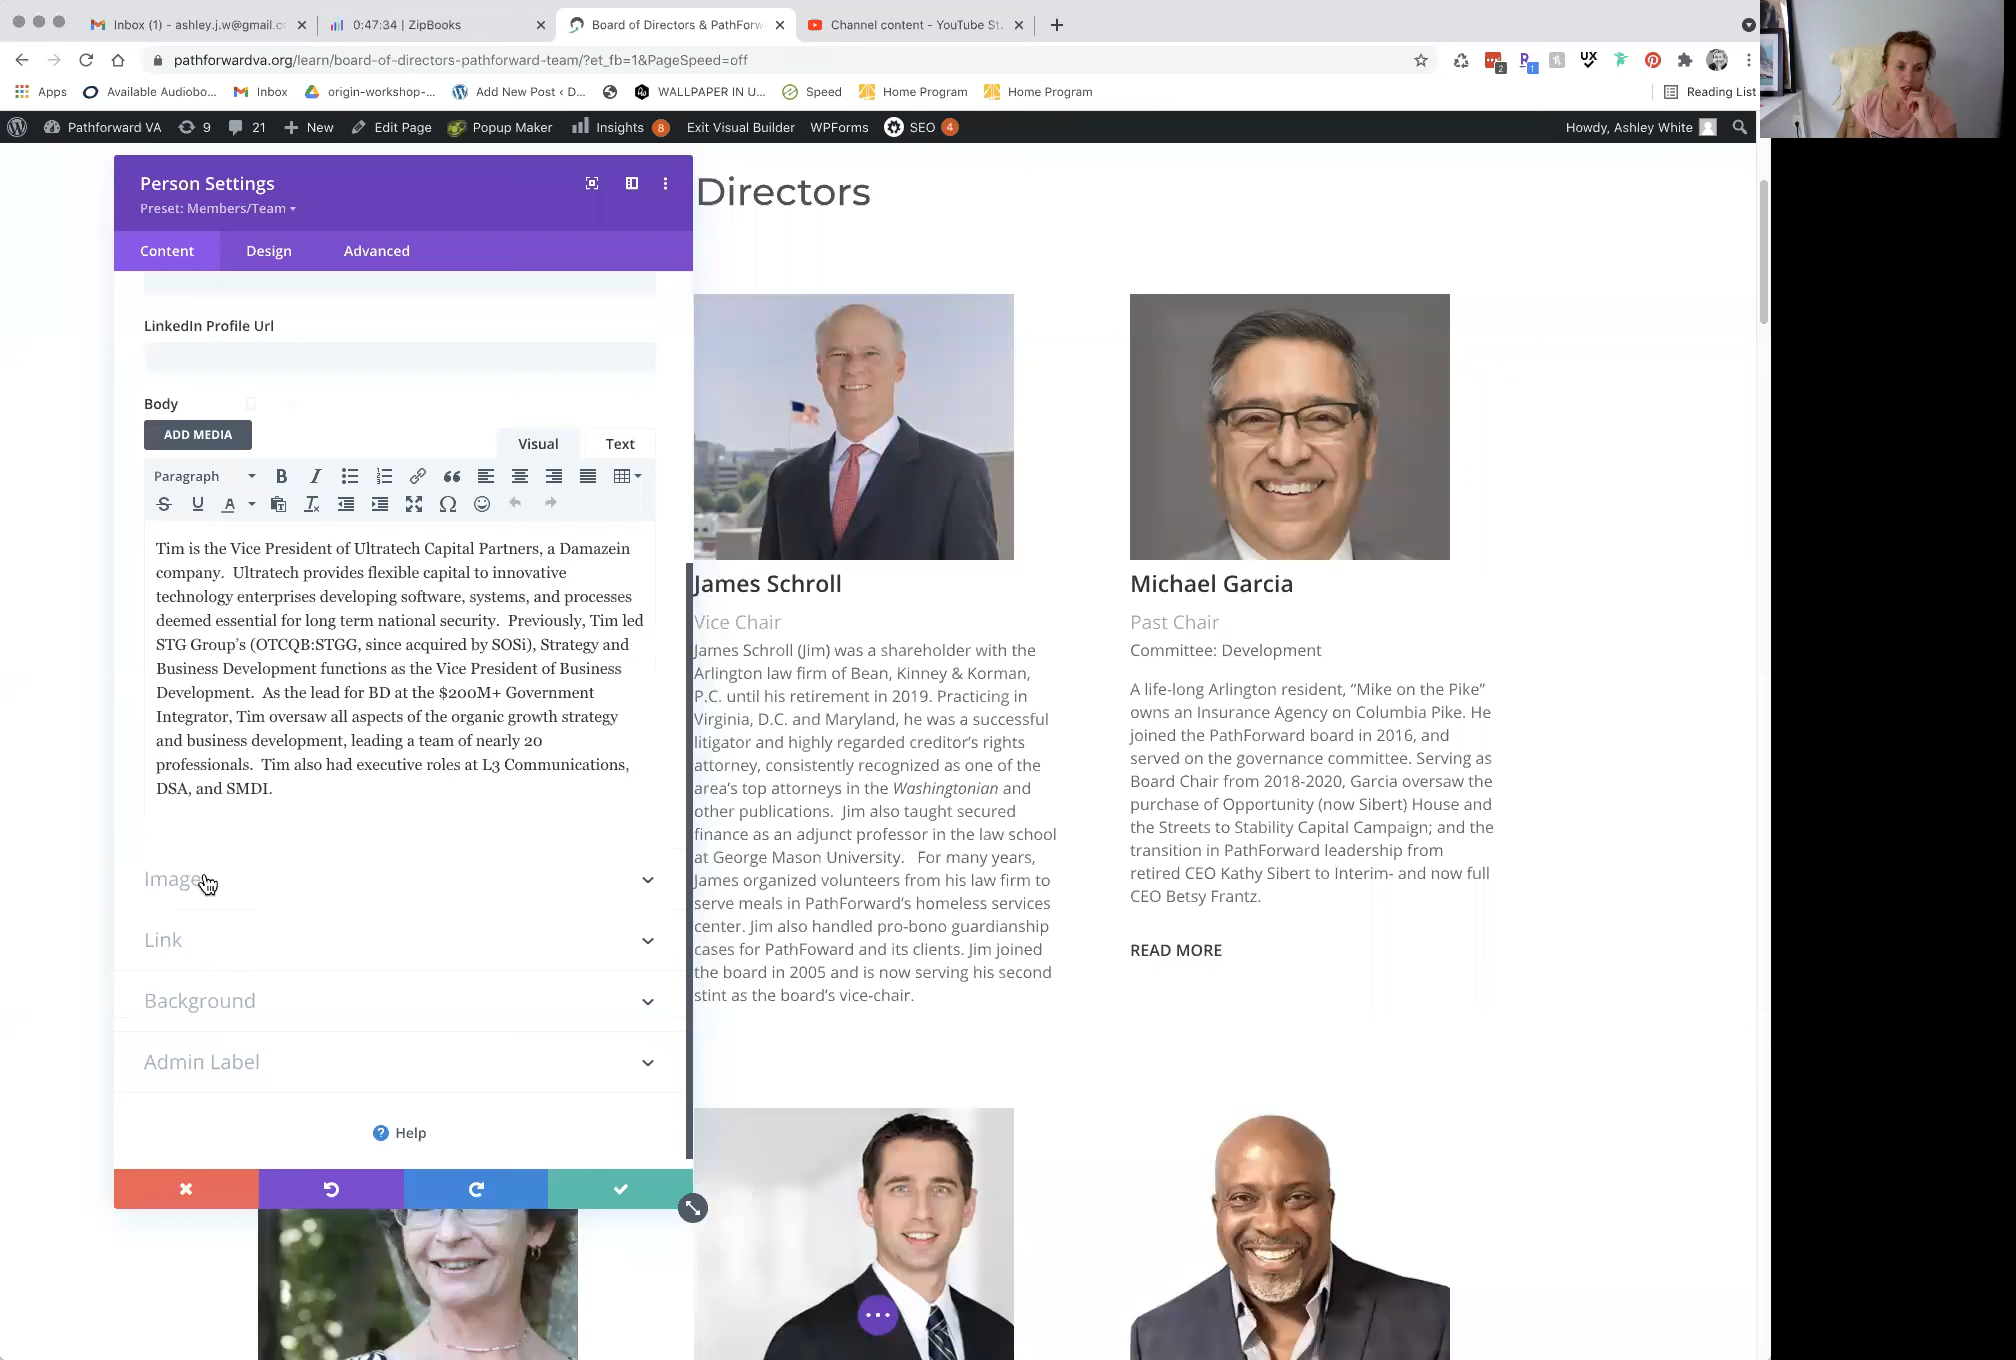 Inbox (1) - ashley.j.w@gmail.c
0:47:34 | ZipBooks
Board of Directors & PathForw
Channel content - YouTube St
pathforwardva.org/learn/board-of-directors-pathforward-team/?et_fb=1&PageSpeed=off
Apps
Available Audiobo...
Inbox
origin-workshop-...
Add New Post ‹ D...
WALLPAPER IN U...
Speed
Home Program
Home Program
Reading List
Pathforward VA
9
21
New
Edit Page
Popup Maker
Insights 8
Exit Visual Builder
WPForms
SEO 4
Howdy, Ashley White
Person Settings
Preset: Members/Team
Content
Design
Advanced
LinkedIn Profile Url
Body
ADD MEDIA
Visual
Text
Paragraph
Tim is the Vice President of Ultratech Capital Partners, a Damazein
company.  Ultratech provides flexible capital to innovative
technology enterprises developing software, systems, and processes
deemed essential for long term national security.  Previously, Tim led
STG Group's (OTCQB:STGG, since acquired by SOSi), Strategy and
Business Development functions as the Vice President of Business
Development.  As the lead for BD at the $200M+ Government
Integrator, Tim oversaw all aspects of the organic growth strategy
and business development, leading a team of nearly 20
professionals.  Tim also had executive roles at L3 Communications,
DSA, and SMDI.
Image
Link
Background
Admin Label
Help
Directors
James Schroll
Vice Chair
James Schroll (Jim) was a shareholder with the
Arlington law firm of Bean, Kinney & Korman,
P.C. until his retirement in 2019. Practicing in
Virginia, D.C. and Maryland, he was a successful
litigator and highly regarded creditor's rights
attorney, consistently recognized as one of the
area's top attorneys in the Washingtonian and
other publications.  Jim also taught secured
finance as an adjunct professor in the law school
at George Mason University.   For many years,
James organized volunteers from his law firm to
serve meals in PathForward's homeless services
center. Jim also handled pro-bono guardianship
cases for PathFoward and its clients. Jim joined
the board in 2005 and is now serving his second
stint as the board's vice-chair.
Michael Garcia
Past Chair
Committee: Development
A life-long Arlington resident, “Mike on the Pike”
owns an Insurance Agency on Columbia Pike. He
joined the PathForward board in 2016, and
served on the governance committee. Serving as
Board Chair from 2018-2020, Garcia oversaw the
purchase of Opportunity (now Sibert) House and
the Streets to Stability Capital Campaign; and the
transition in PathForward leadership from
retired CEO Kathy Sibert to Interim- and now full
CEO Betsy Frantz.
READ MORE